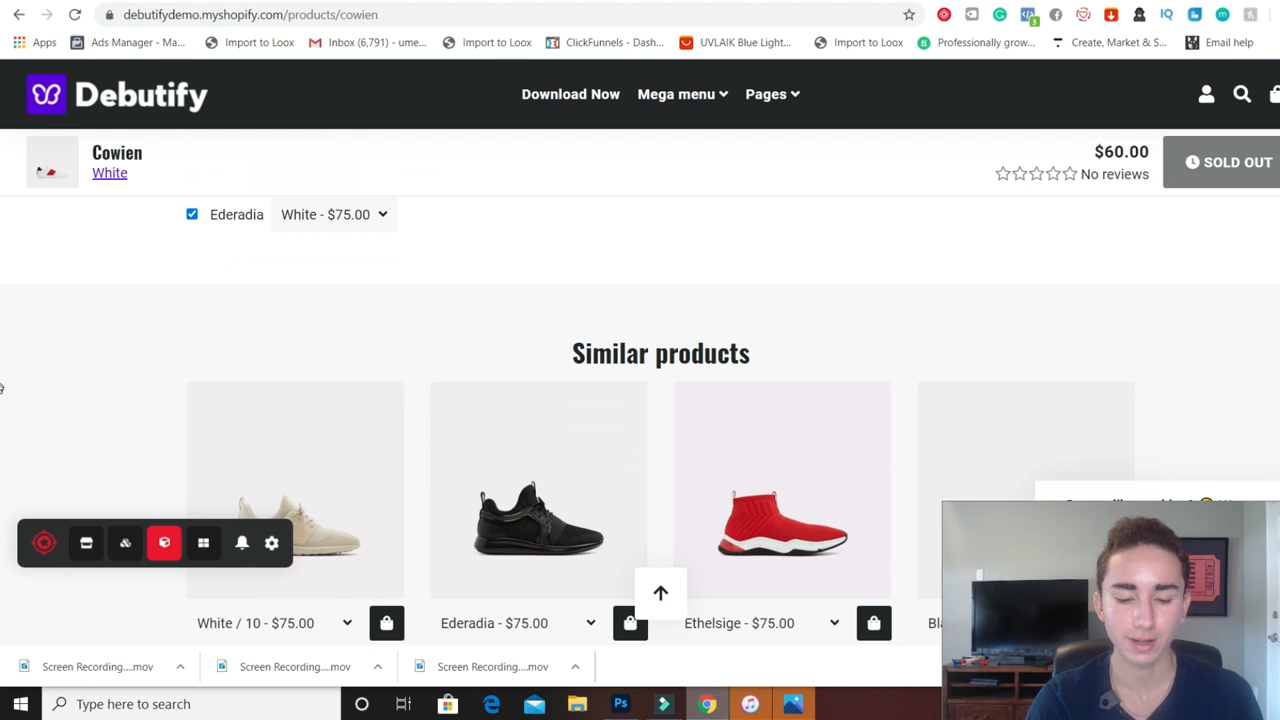 debutifydemo.myshopify.com/products/cowien
Apps
Ads Manager - Ma...
Import to Loox
Inbox (6,791) - ume...
Import to Loox
ClickFunnels - Dash...
UVLAIK Blue Light...
Import to Loox
Professionally grow...
Create, Market & S...
Email help
Debutify
Download Now
Mega menu
Pages
Cowien
White
$60.00
No reviews
SOLD OUT
Ederadia
White - $75.00
Similar products
White / 10 - $75.00
Ederadia - $75.00
Ethelsige - $75.00
Screen Recording....mov
Screen Recording....mov
Screen Recording....mov
Type here to search